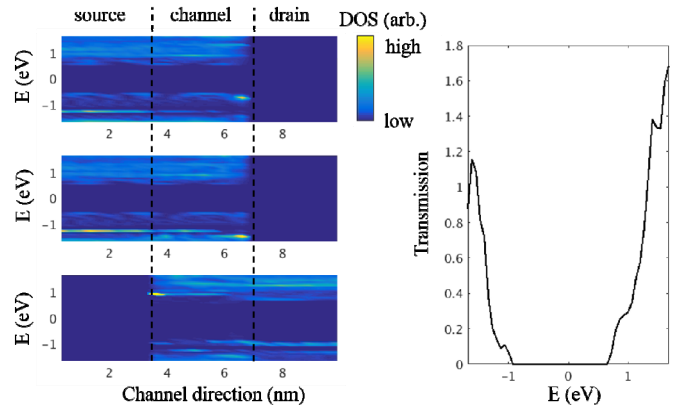 source channel drain
DOS (arb.)
high
low
E (eV)
1
0
-1
2 4 6 8
E (eV)
1
0
-1
2 4 6 8
E (eV)
1
0
-1
2 4 6 8
Channel direction (nm)
Transmission
1.8
1.6
1.4
1.2
1
0.8
0.6
0.4
0.2
0
-1 0 1
E (eV)